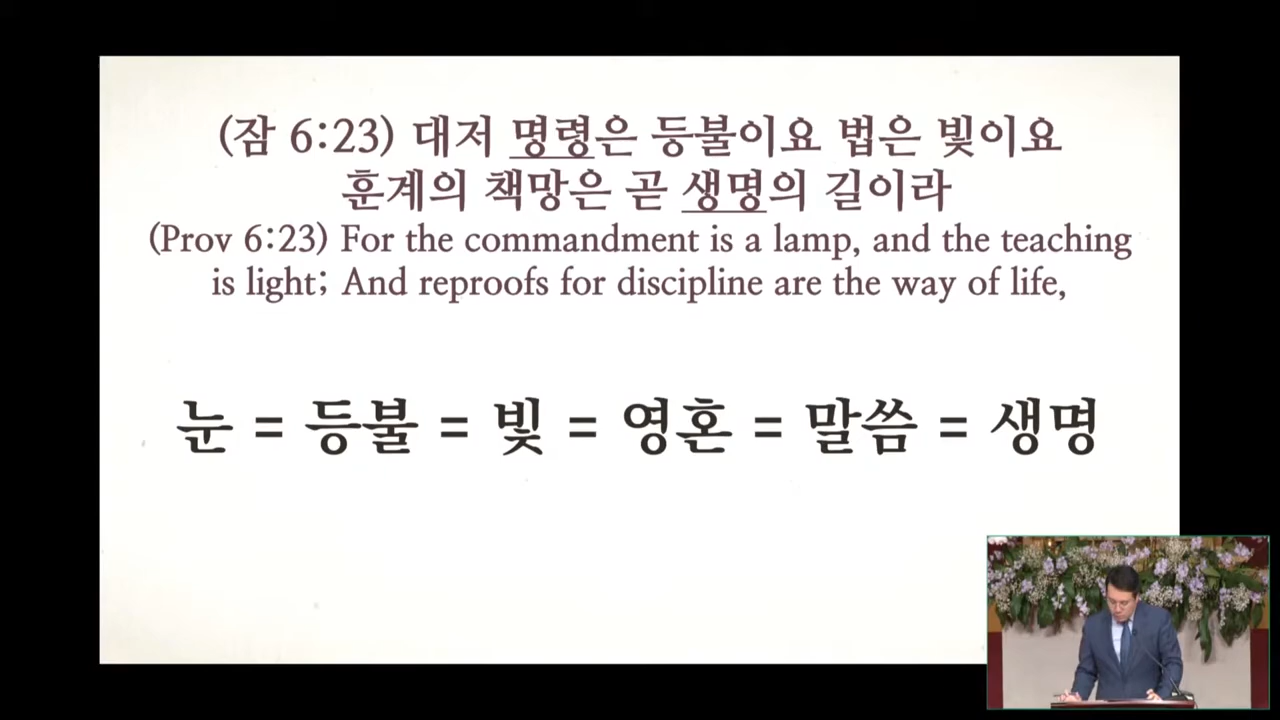 (잠 6:23) 대저 명령은 등불이요 법은 빛이요
훈계의 책망은 곧 생명의 길이라
(Prov 6:23) For the commandment is a lamp, and the teaching
is light; And reproofs for discipline are the way of life,
눈 = 등불 = 빛 = 영혼 = 말씀 = 생명